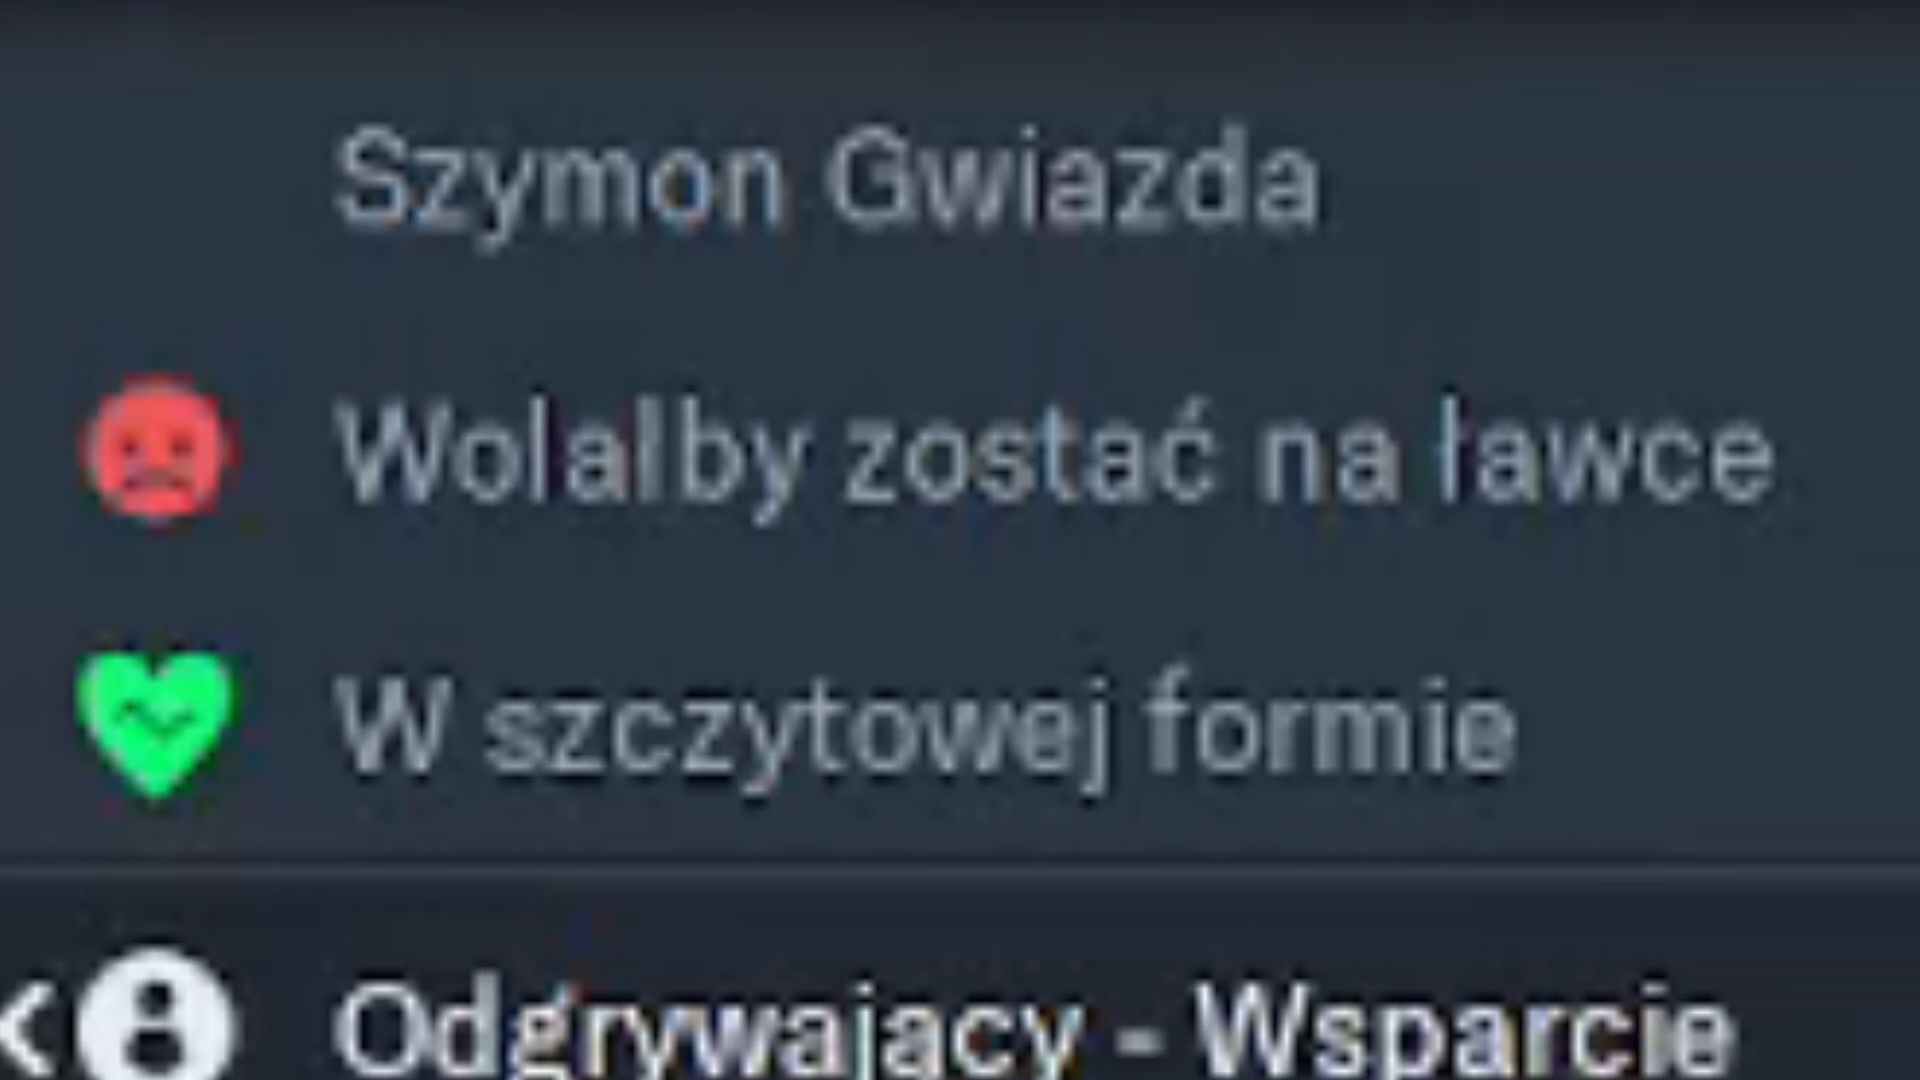 Szymon Gwiazda
Wolałby zostać na ławce
W szczytowej formie
Odgrywający - Wsparcie